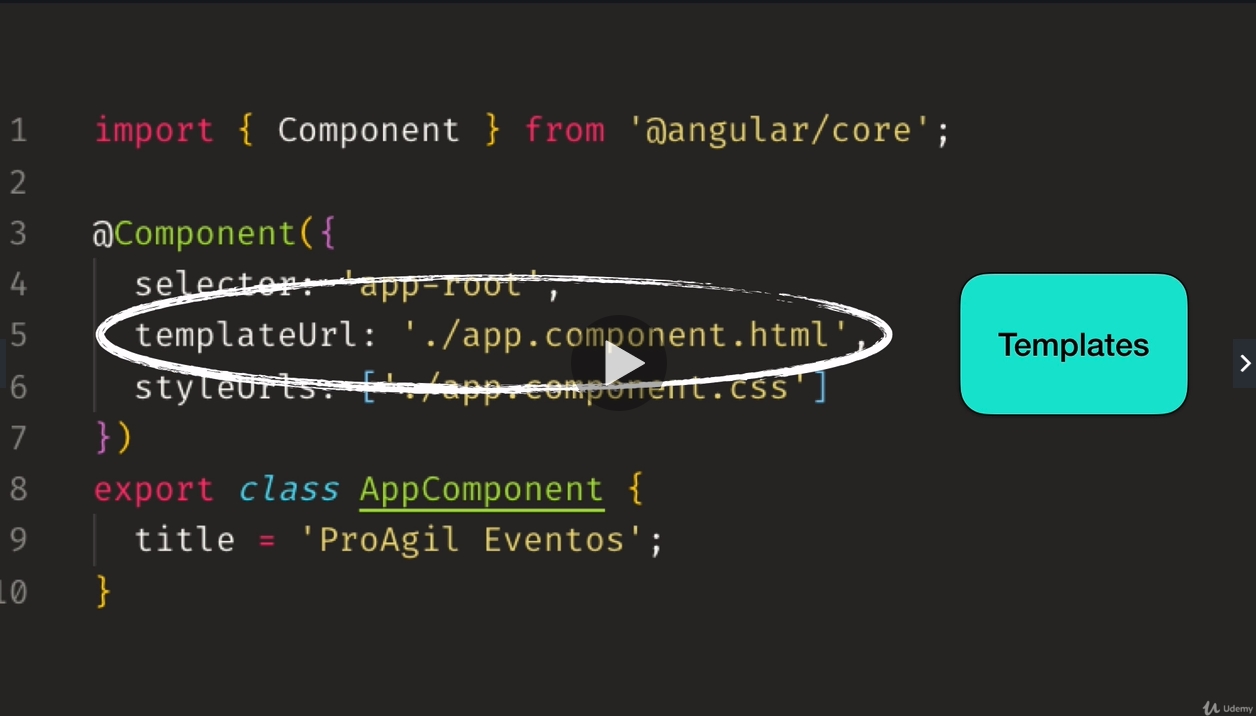 1 import { Component } from '@angular/core';
2
3 @Component({
4 selector: 'app-root',
5 templateUrl: './app.component.html',
6 styleUrls: ['./app.component.css']
7 })
8 export class AppComponent {
9 title = 'ProAgil Eventos';
10 }
Templates
Udemy